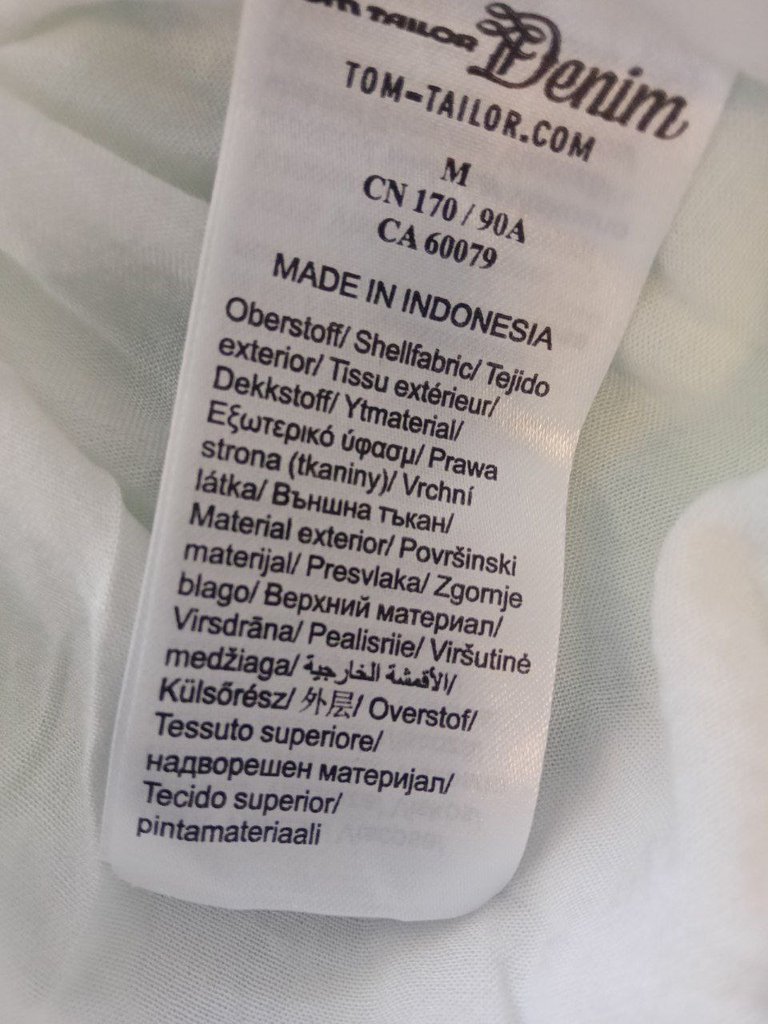 TOM TAILOR Denim
TOM-TAILOR.COM
M
CN 170 / 90A
CA 60079
MADE IN INDONESIA
Oberstoff/ Shellfabric/ Tejido
exterior/ Tissu extérieur/
Dekkstoff/ Ytmaterial/
Εξωτερικό ύφασμ/ Prawa
strona (tkaniny)/ Vrchní
látka/ Външна тъкан/
Material exterior/ Površinski
materijal/ Presvlaka/ Zgornje
blago/ Верхний материал/
Virsdrāna/ Pealisriie/ Viršutinė
medžiaga/ الأقمشة الخارجية/
Külsőrész/ 外层/ Overstof/
Tessuto superiore/
надворешен материјал/
Tecido superior/
pintamateriaali